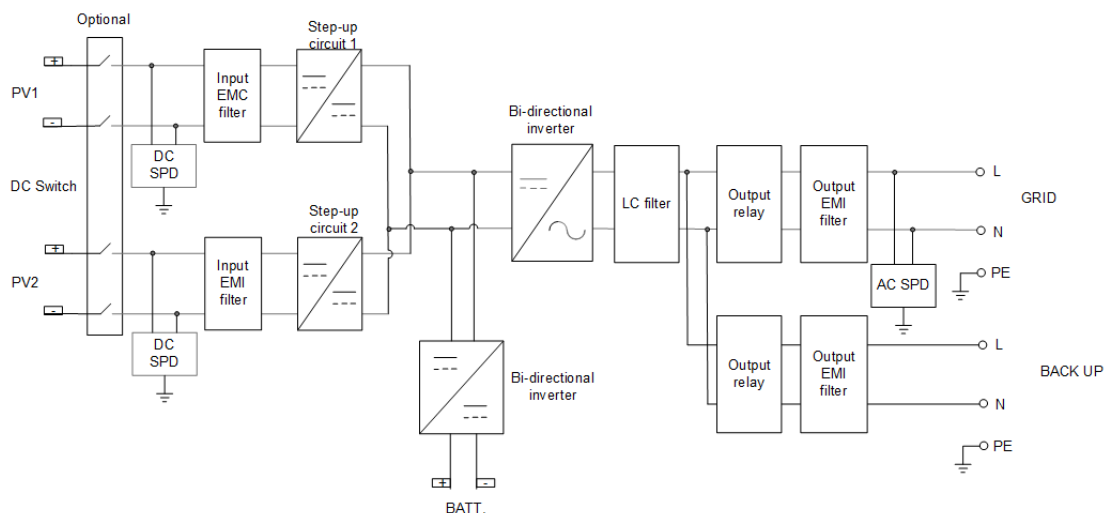 Optional
Step-up
circuit 1
+
PV1
-
Input
EMC
filter
DC
SPD
DC Switch
Step-up
circuit 2
+
PV2
-
Input
EMI
filter
DC
SPD
Bi-directional
inverter
LC filter
Output
relay
Output
EMI
filter
L
GRID
N
PE
AC SPD
Bi-directional
inverter
+
-
BATT.
Output
relay
Output
EMI
filter
L
BACK UP
N
PE